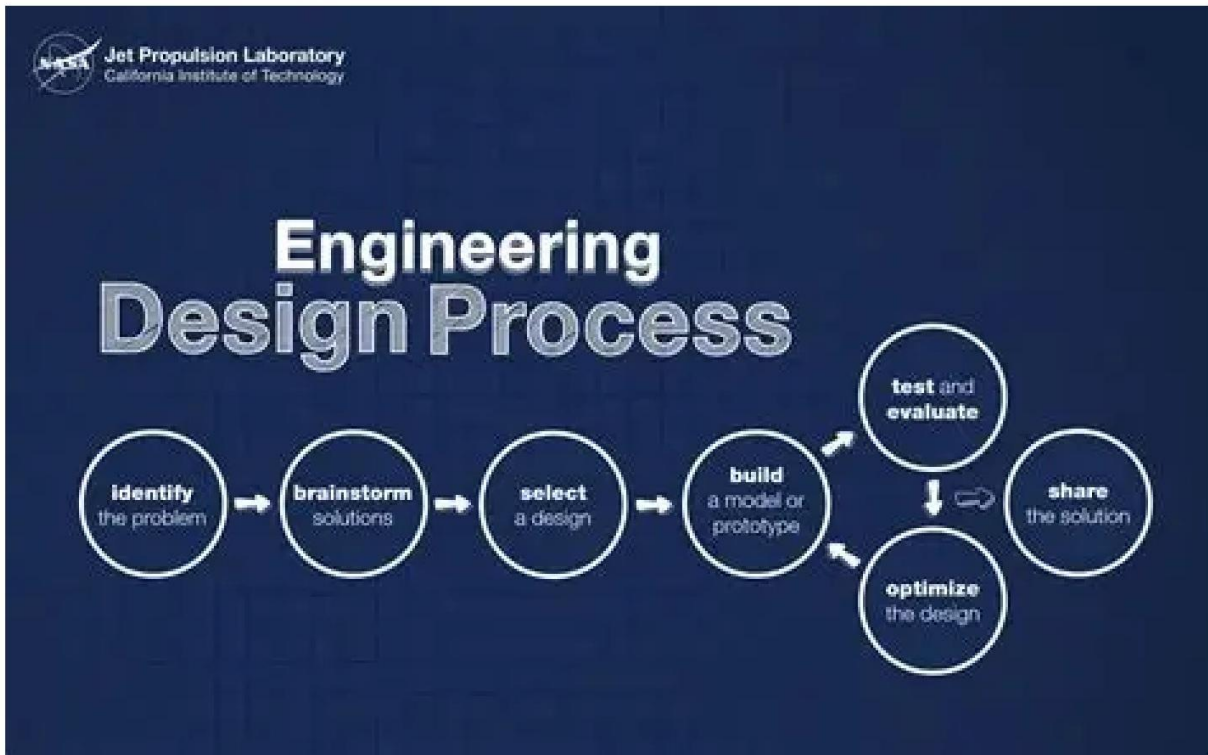 NASA
Jet Propulsion Laboratory
California Institute of Technology
Engineering
Design Process
identify
the problem
brainstorm
solutions
select
a design
build
a model or
prototype
test and
evaluate
optimize
the design
share
the solution